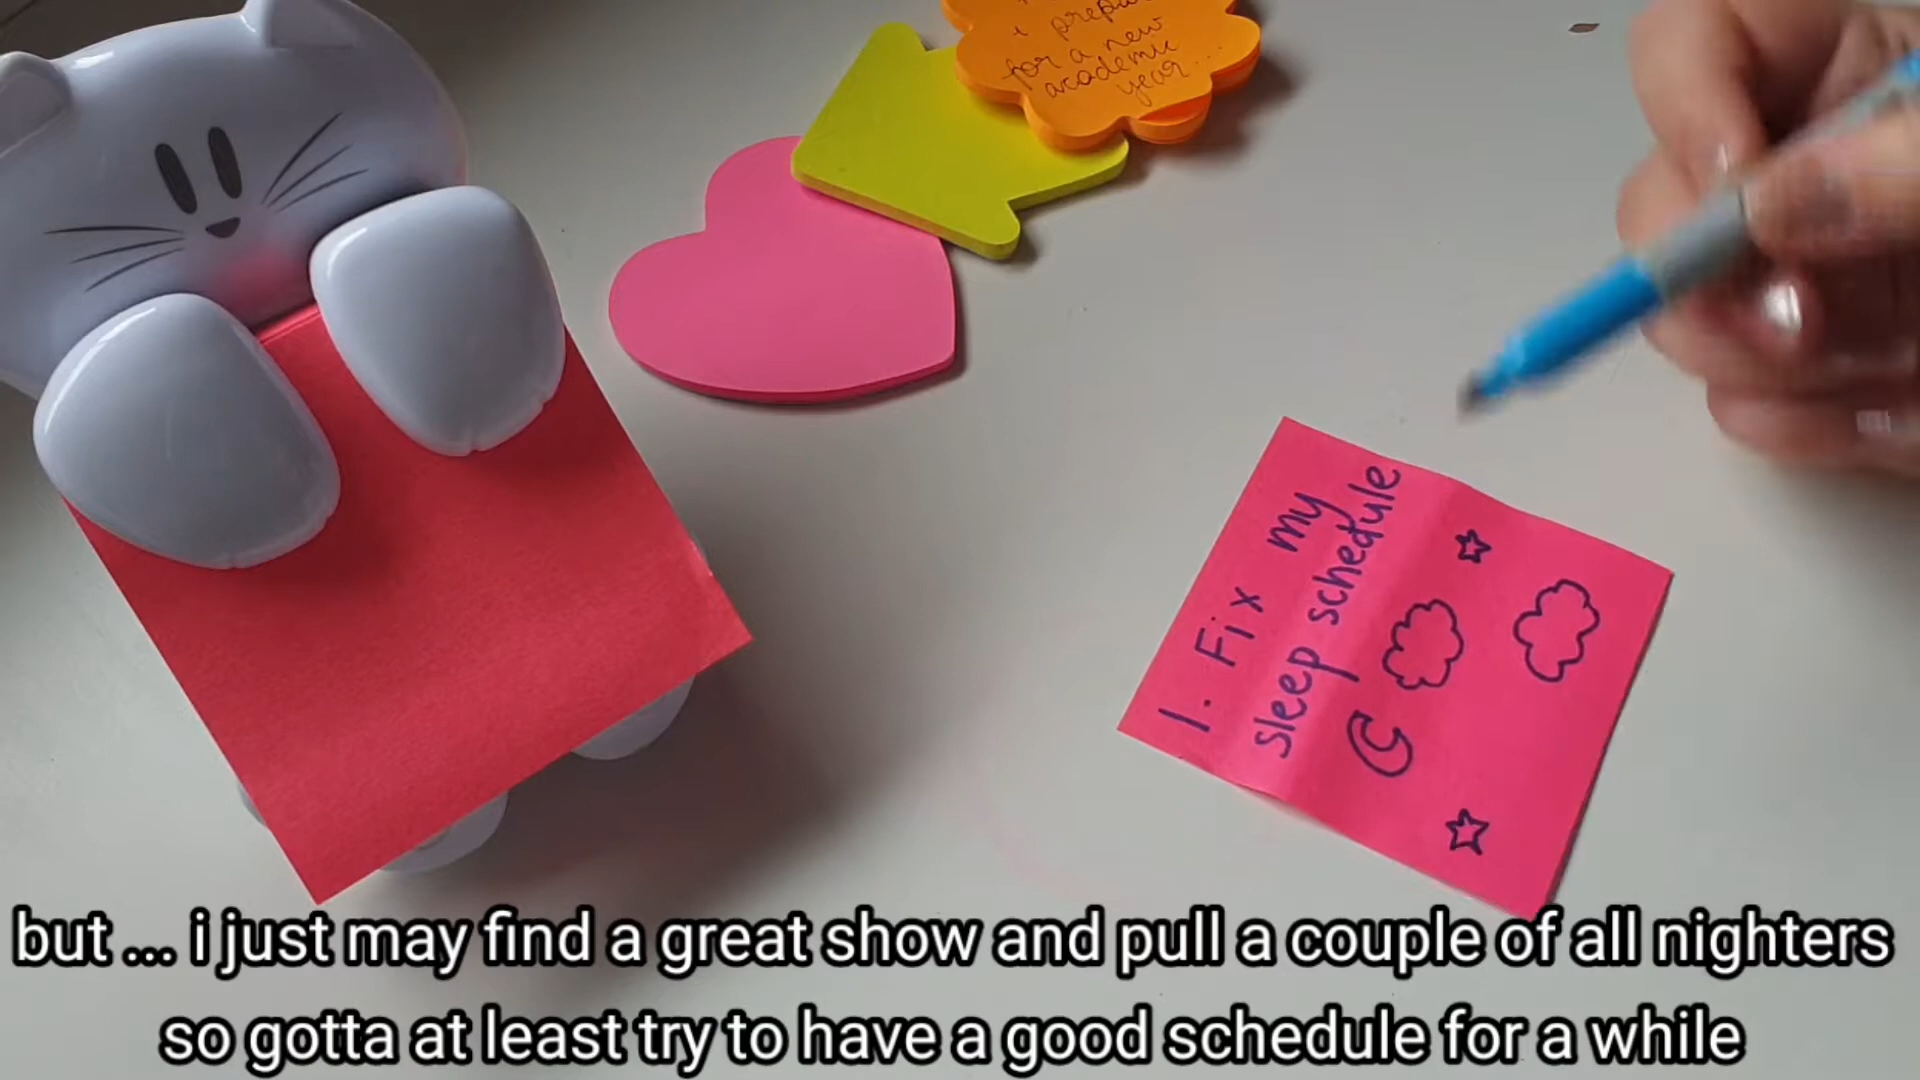 i prepare
for a new
academic
year...
1. Fix my
sleep schedule
but ... i just may find a great show and pull a couple of all nighters
so gotta at least try to have a good schedule for a while